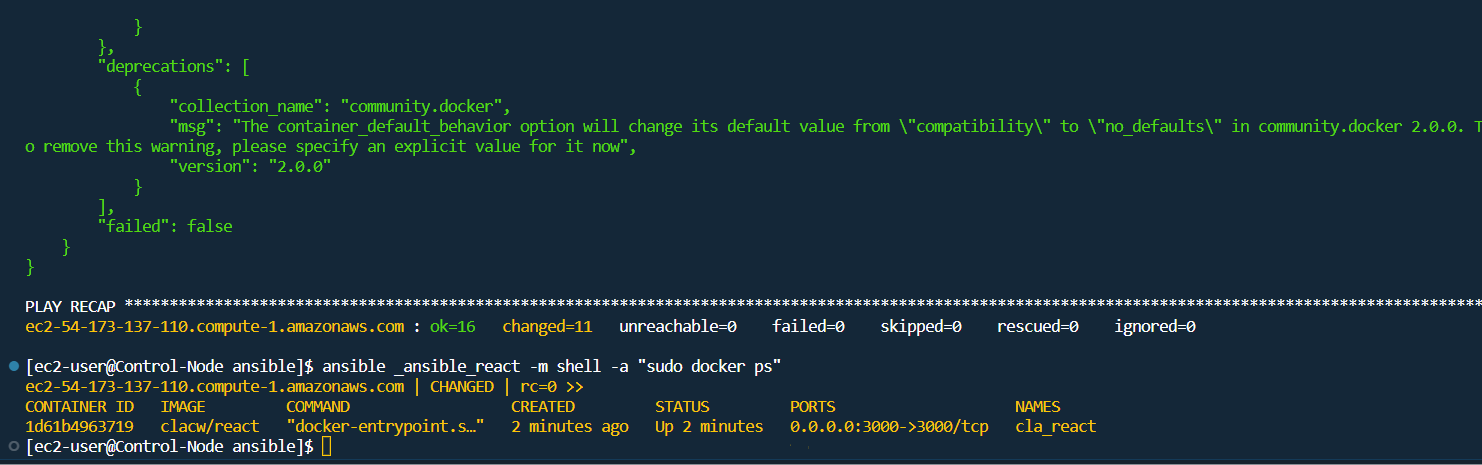 }
},
"deprecations": [
{
"collection_name": "community.docker",
"msg": "The container_default_behavior option will change its default value from \"compatibility\" to \"no_defaults\" in community.docker 2.0.0. T
o remove this warning, please specify an explicit value for it now",
"version": "2.0.0"
}
],
"failed": false
}
}
PLAY RECAP *******************************************************************************************************************************************************
ec2-54-173-137-110.compute-1.amazonaws.com : ok=16 changed=11 unreachable=0 failed=0 skipped=0 rescued=0 ignored=0
[ec2-user@Control-Node ansible]$ ansible _ansible_react -m shell -a "sudo docker ps"
ec2-54-173-137-110.compute-1.amazonaws.com | CHANGED | rc=0 >>
CONTAINER ID IMAGE COMMAND CREATED STATUS PORTS NAMES
1d61b4963719 clacw/react "docker-entrypoint.s…" 2 minutes ago Up 2 minutes 0.0.0.0:3000->3000/tcp cla_react
[ec2-user@Control-Node ansible]$